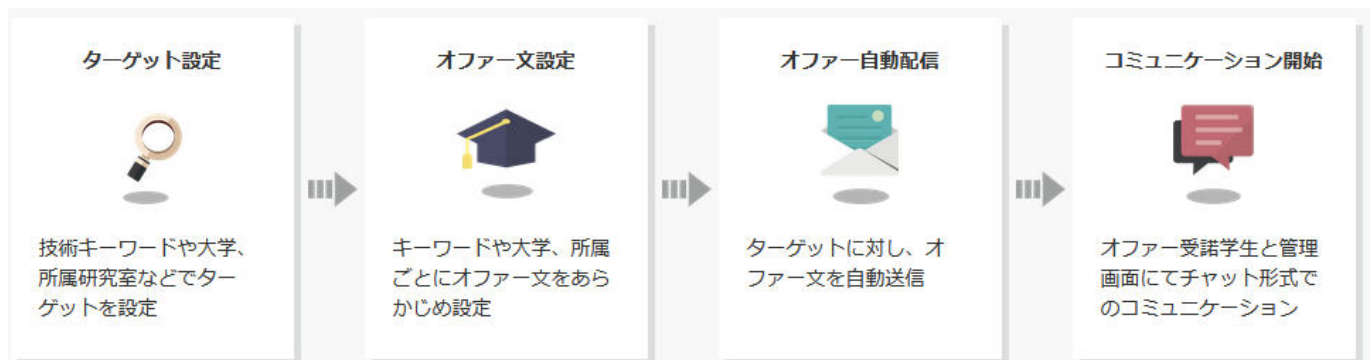 ターゲット設定
技術キーワードや大学、
所属研究室などでター
ゲットを設定
オファー文設定
キーワードや大学、所属
ごとにオファー文をあら
かじめ設定
オファー自動配信
ターゲットに対し、オ
ファー文を自動送信
コミュニケーション開始
オファー受諾学生と管理
画面にてチャット形式で
のコミュニケーション